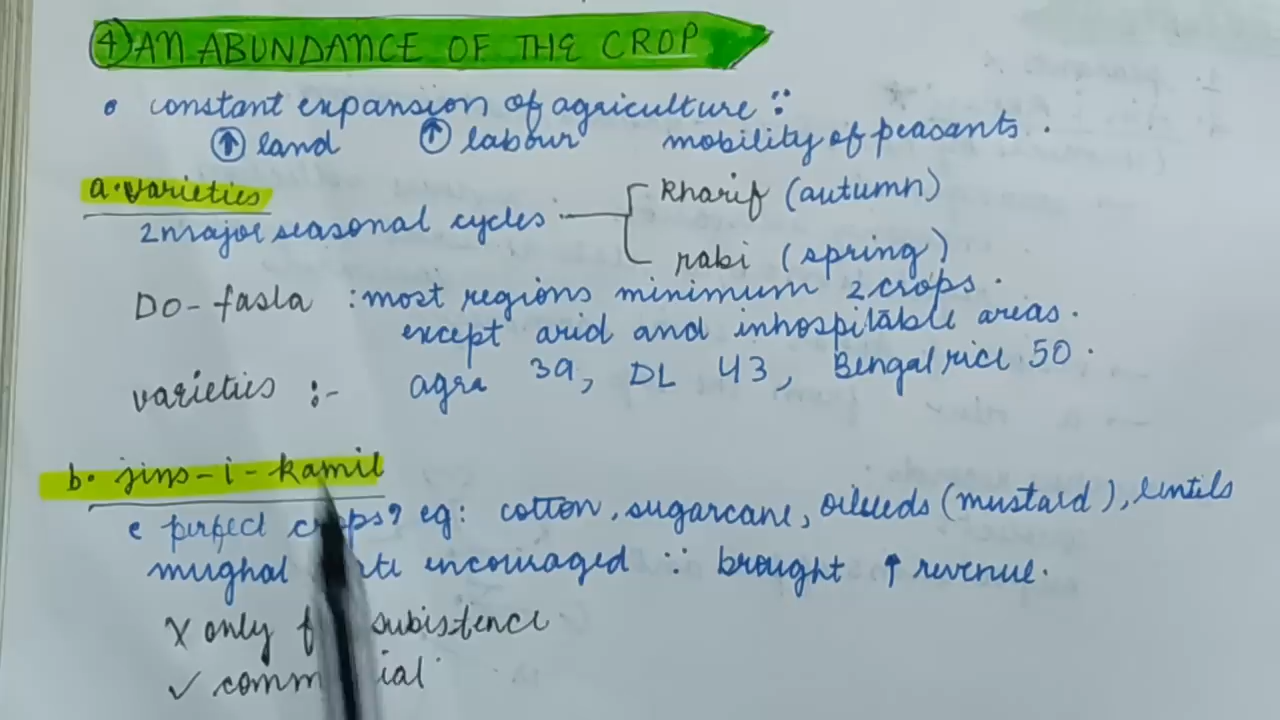 ④ AN ABUNDANCE OF THE CROP
• constant expansion of agriculture ∵
↑ land ↑ labour mobility of peasants.
a. varieties
2 major seasonal cycles kharif (autumn)
rabi (spring)
Do-fasla : most regions minimum 2 crops.
except arid and inhospitable areas.
varieties :- agra 39, DL 43, Bengal rice 50.
b. jins-i-kamil
perfect eg: cotton, sugarcane, oilseeds (mustard), lentils
mughal encouraged ∵ brought ↑ revenue.
X only subistence
✓